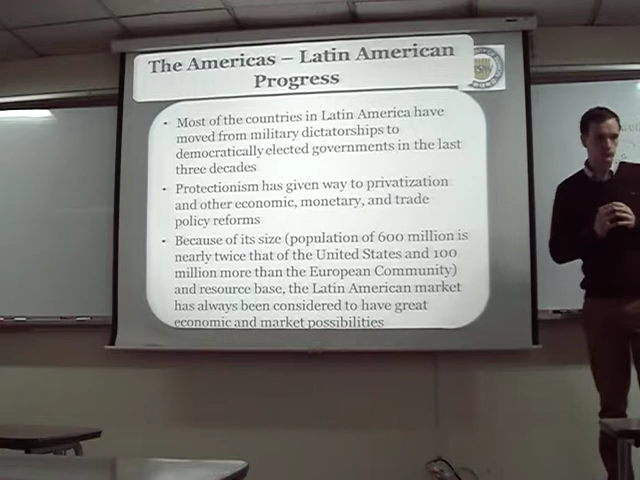 The Americas – Latin American
Progress
• Most of the countries in Latin America have
moved from military dictatorships to
democratically elected governments in the last
three decades
• Protectionism has given way to privatization
and other economic, monetary, and trade
policy reforms
• Because of its size (population of 600 million is
nearly twice that of the United States and 100
million more than the European Community)
and resource base, the Latin American market
has always been considered to have great
economic and market possibilities